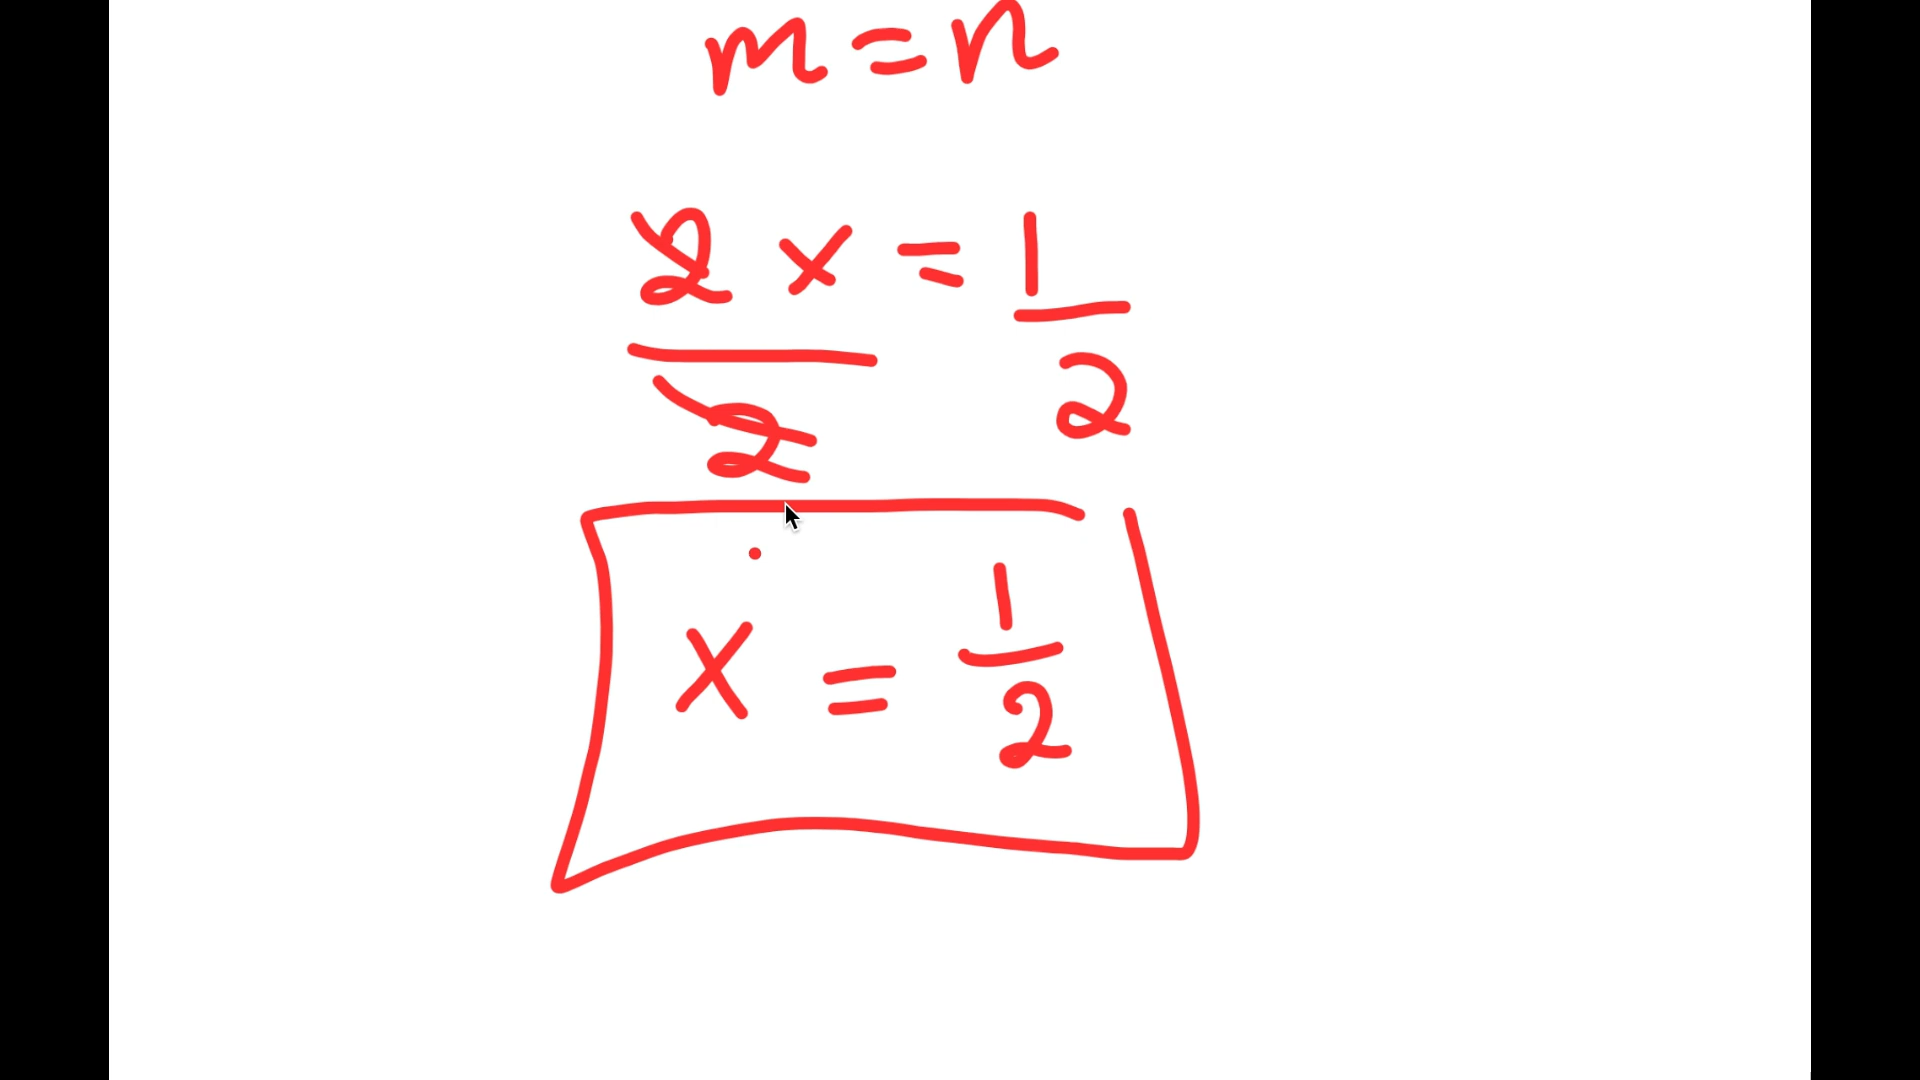 m = n
2x = 1
2 2
x = 1/2